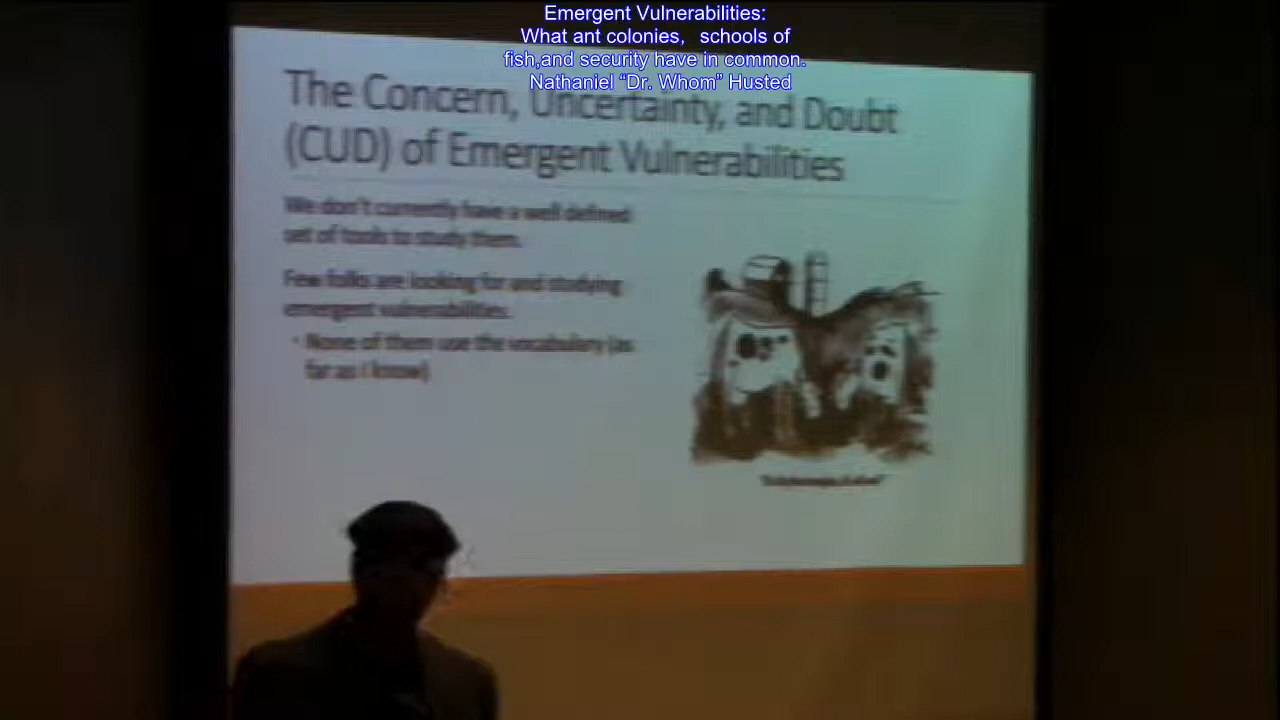 Emergent Vulnerabilities:
What ant colonies, schools of
fish,and security have in common.
Nathaniel “Dr. Whom” Husted
The Concern, Uncertainty, and Doubt
(CUD) of Emergent Vulnerabilities
We don't currently have a well defined
set of tools to study them.
Few folks are looking for and studying
emergent vulnerabilities.
• None of them use the vocabulary (as
far as I know)